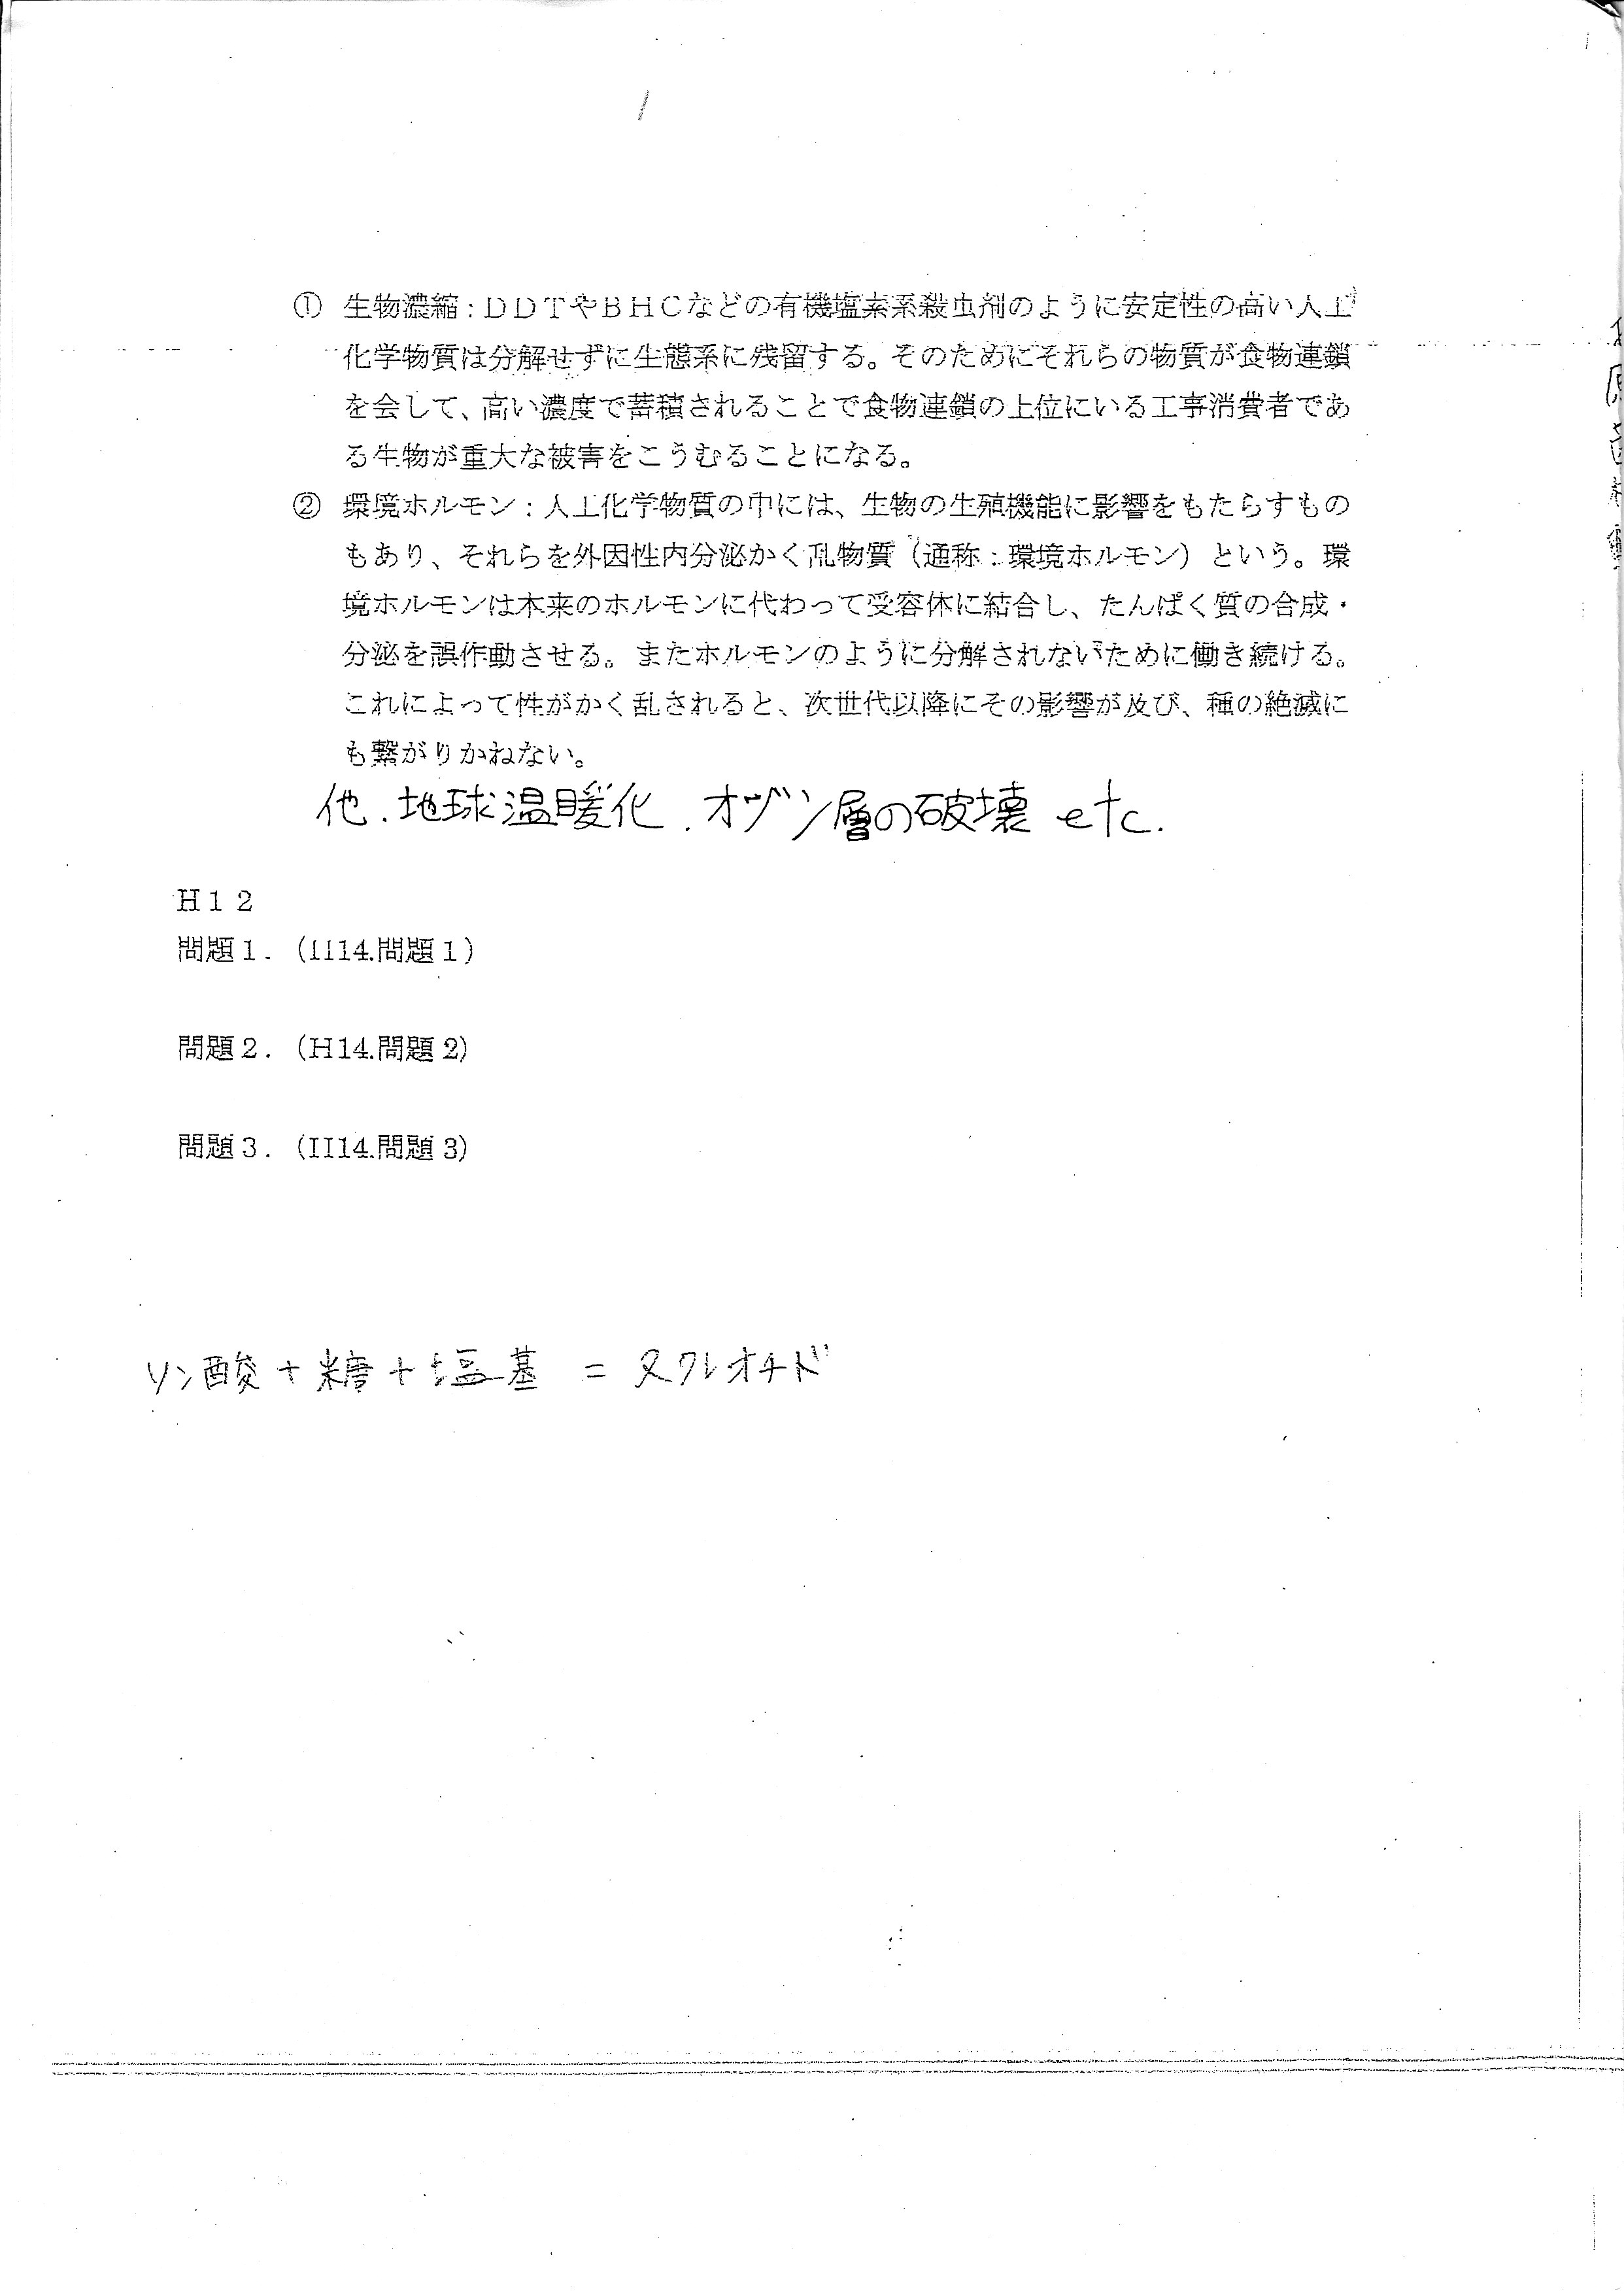 ① 生物濃縮：ＤＤＴやＢＨＣなどの有機塩素系殺虫剤のように安定性の高い人工
化学物質は分解せずに生態系に残留する。そのためにそれらの物質が食物連鎖
を会して、高い濃度で蓄積されることで食物連鎖の上位にいる工事消費者であ
る生物が重大な被害をこうむることになる。
② 環境ホルモン：人工化学物質の中には、生物の生殖機能に影響をもたらすもの
もあり、それらを外因性内分泌かく乱物質（通称：環境ホルモン）という。環
境ホルモンは本来のホルモンに代わって受容体に結合し、たんぱく質の合成・
分泌を誤作動させる。またホルモンのように分解されないために働き続ける。
これによって性がかく乱されると、次世代以降にその影響が及び、種の絶滅に
も繋がりかねない。
他．地球温暖化．オゾン層の破壊 etc.
Ｈ１２
問題１．（H14.問題１）
問題２．（H14.問題２）
問題３．（H14.問題３）
リン酸＋糖＋塩基 ＝ ヌクレオチド